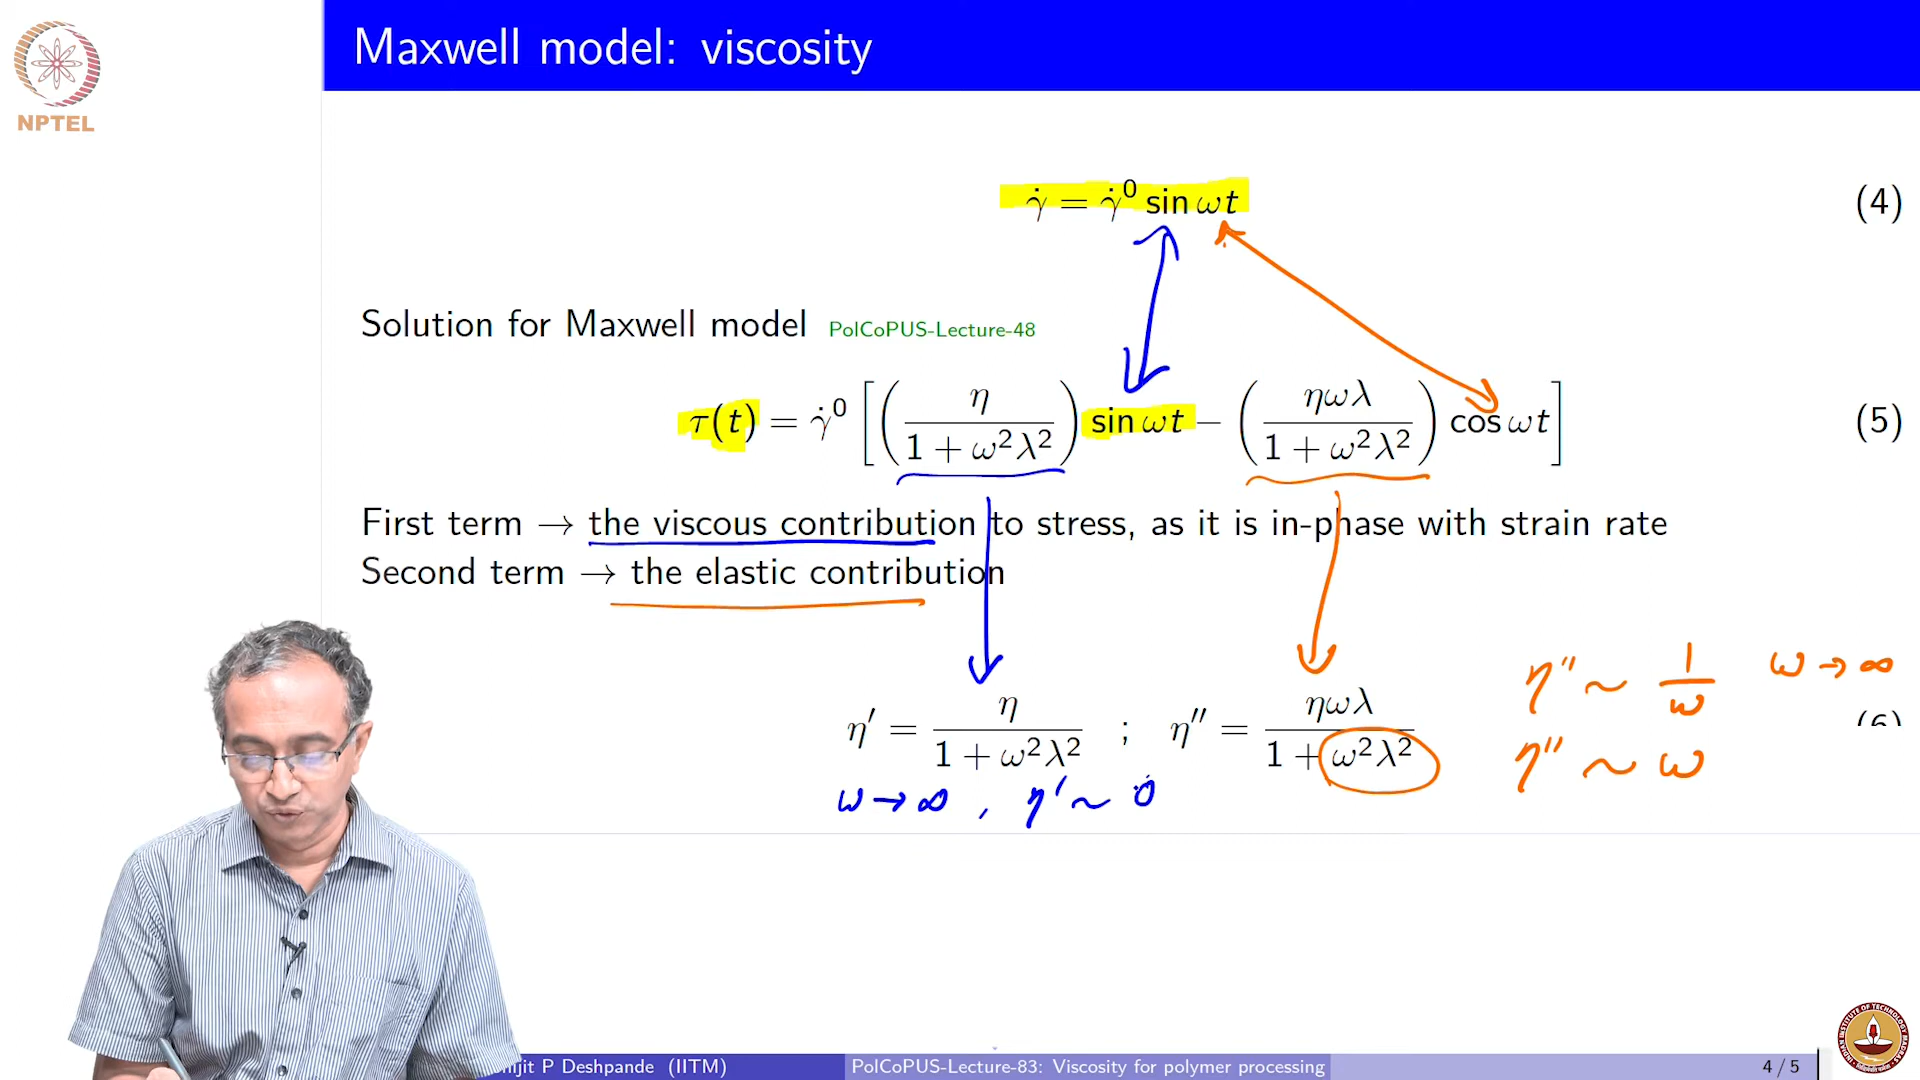 Maxwell model: viscosity
NPTEL
γ̇ = γ̇⁰ sin ωt (4)
Solution for Maxwell model PolCoPUS-Lecture-48
τ(t) = γ̇⁰ [(η / (1 + ω²λ²)) sin ωt − (ηωλ / (1 + ω²λ²)) cos ωt] (5)
First term → the viscous contribution to stress, as it is in-phase with strain rate
Second term → the elastic contribution
η″ ~ 1/ω ω → ∞
η′ = η / (1 + ω²λ²) ; η″ = ηωλ / (1 + ω²λ²) (6)
η″ ~ ω
ω → ∞, η′ ~ 0
ijit P Deshpande (IITM) PolCoPUS-Lecture-83: Viscosity for polymer processing 4 / 5